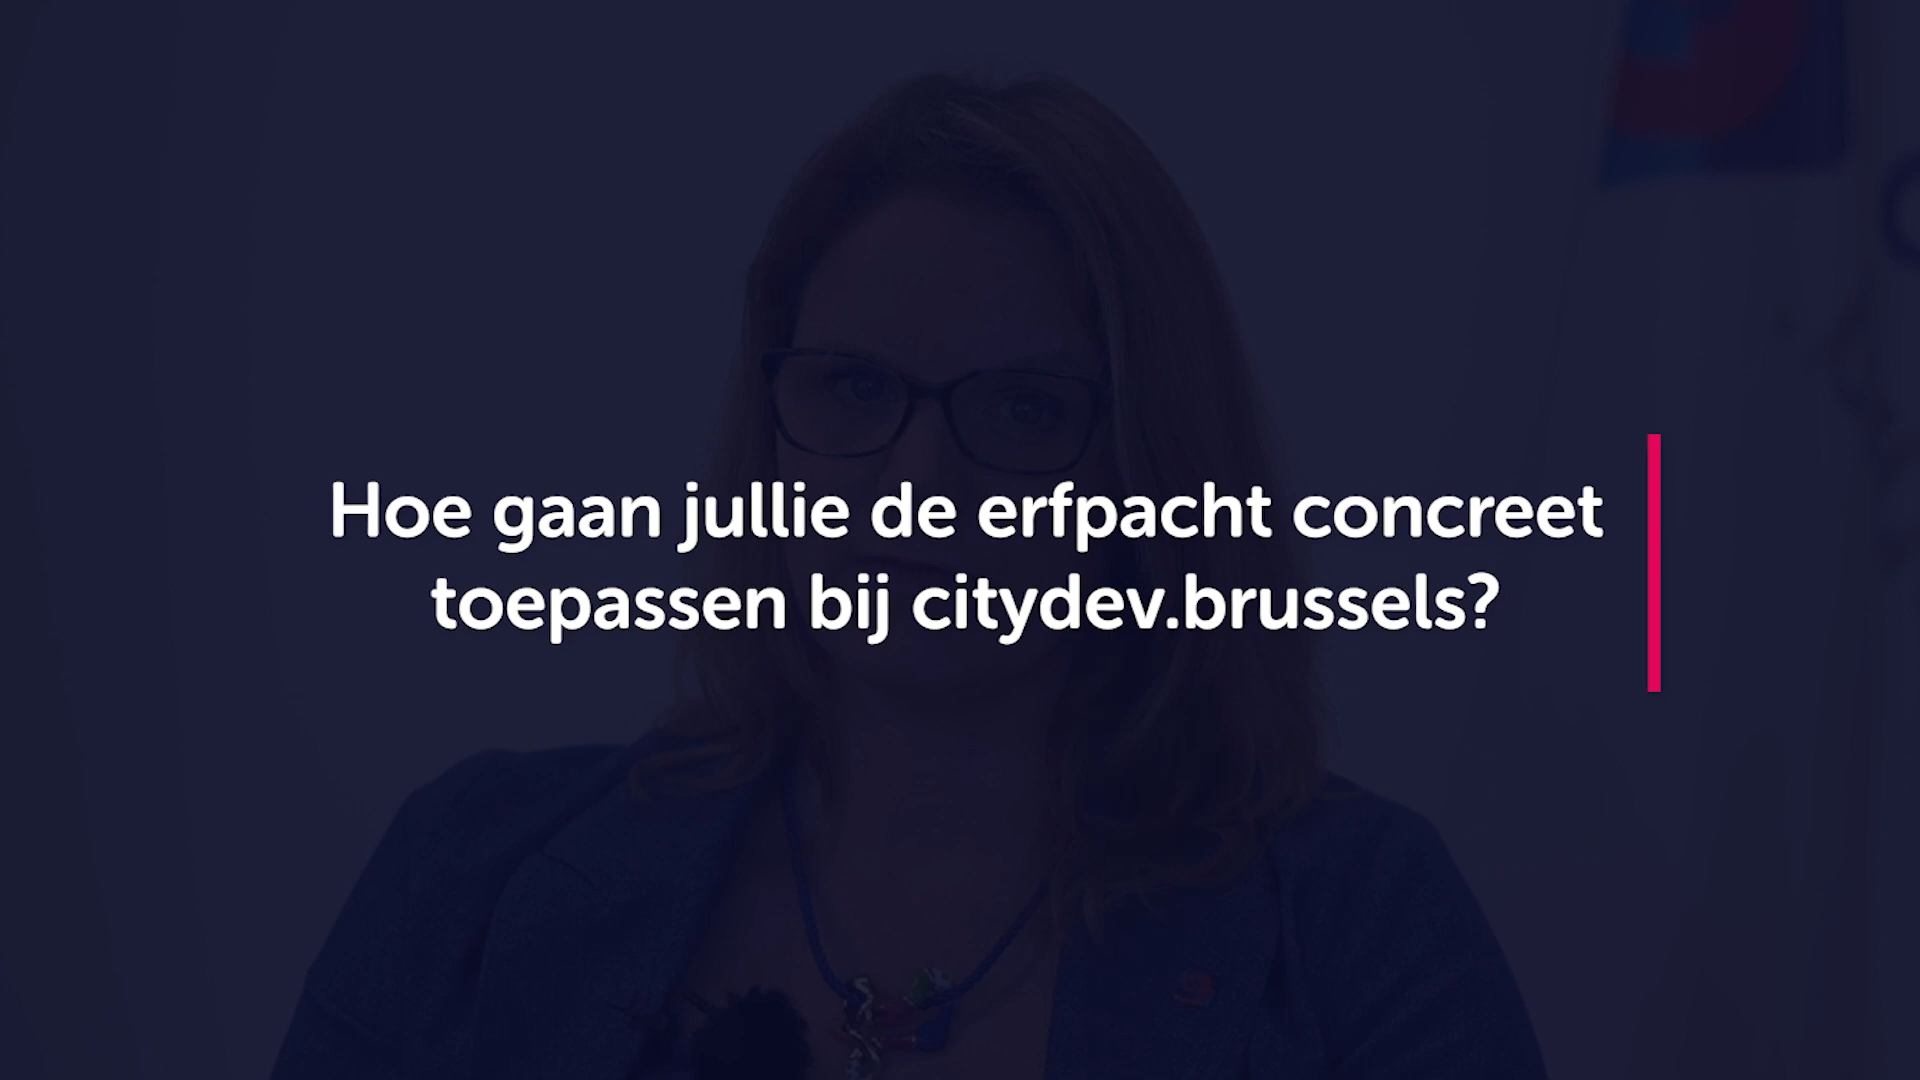 Hoe gaan jullie de erfpacht concreet
toepassen bij citydev.brussels?